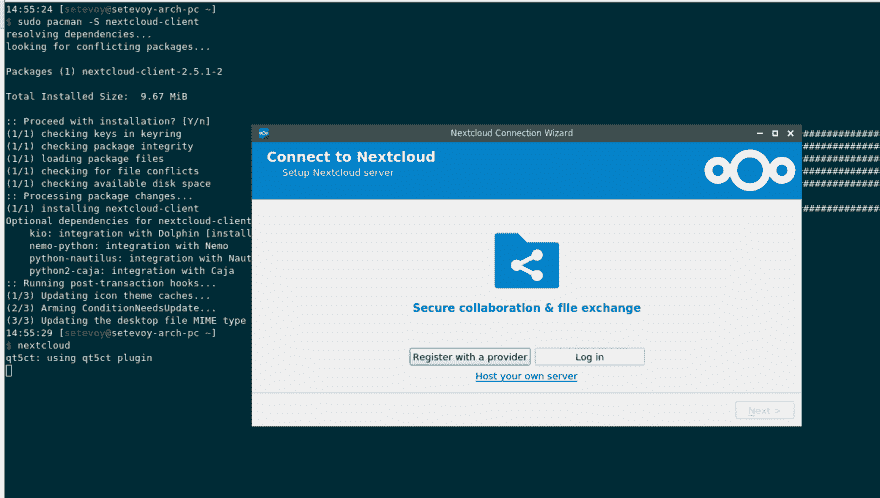 14:55:24 [setevoy@setevoy-arch-pc ~]
$ sudo pacman -S nextcloud-client
resolving dependencies...
looking for conflicting packages...
Packages (1) nextcloud-client-2.5.1-2
Total Installed Size:  9.67 MiB
:: Proceed with installation? [Y/n]
(1/1) checking keys in keyring
(1/1) checking package integrity
(1/1) loading package files
(1/1) checking for file conflicts
(1/1) checking available disk space
:: Processing package changes...
(1/1) installing nextcloud-client
Optional dependencies for nextcloud-client
    kio: integration with Dolphin [install
    nemo-python: integration with Nemo
    python-nautilus: integration with Naut
    python2-caja: integration with Caja
:: Running post-transaction hooks...
(1/3) Updating icon theme caches...
(2/3) Arming ConditionNeedsUpdate...
(3/3) Updating the desktop file MIME type
14:55:29 [setevoy@setevoy-arch-pc ~]
$ nextcloud
qt5ct: using qt5ct plugin
Nextcloud Connection Wizard
Connect to Nextcloud
Setup Nextcloud server
Secure collaboration & file exchange
Register with a provider
Log in
Host your own server
Next >